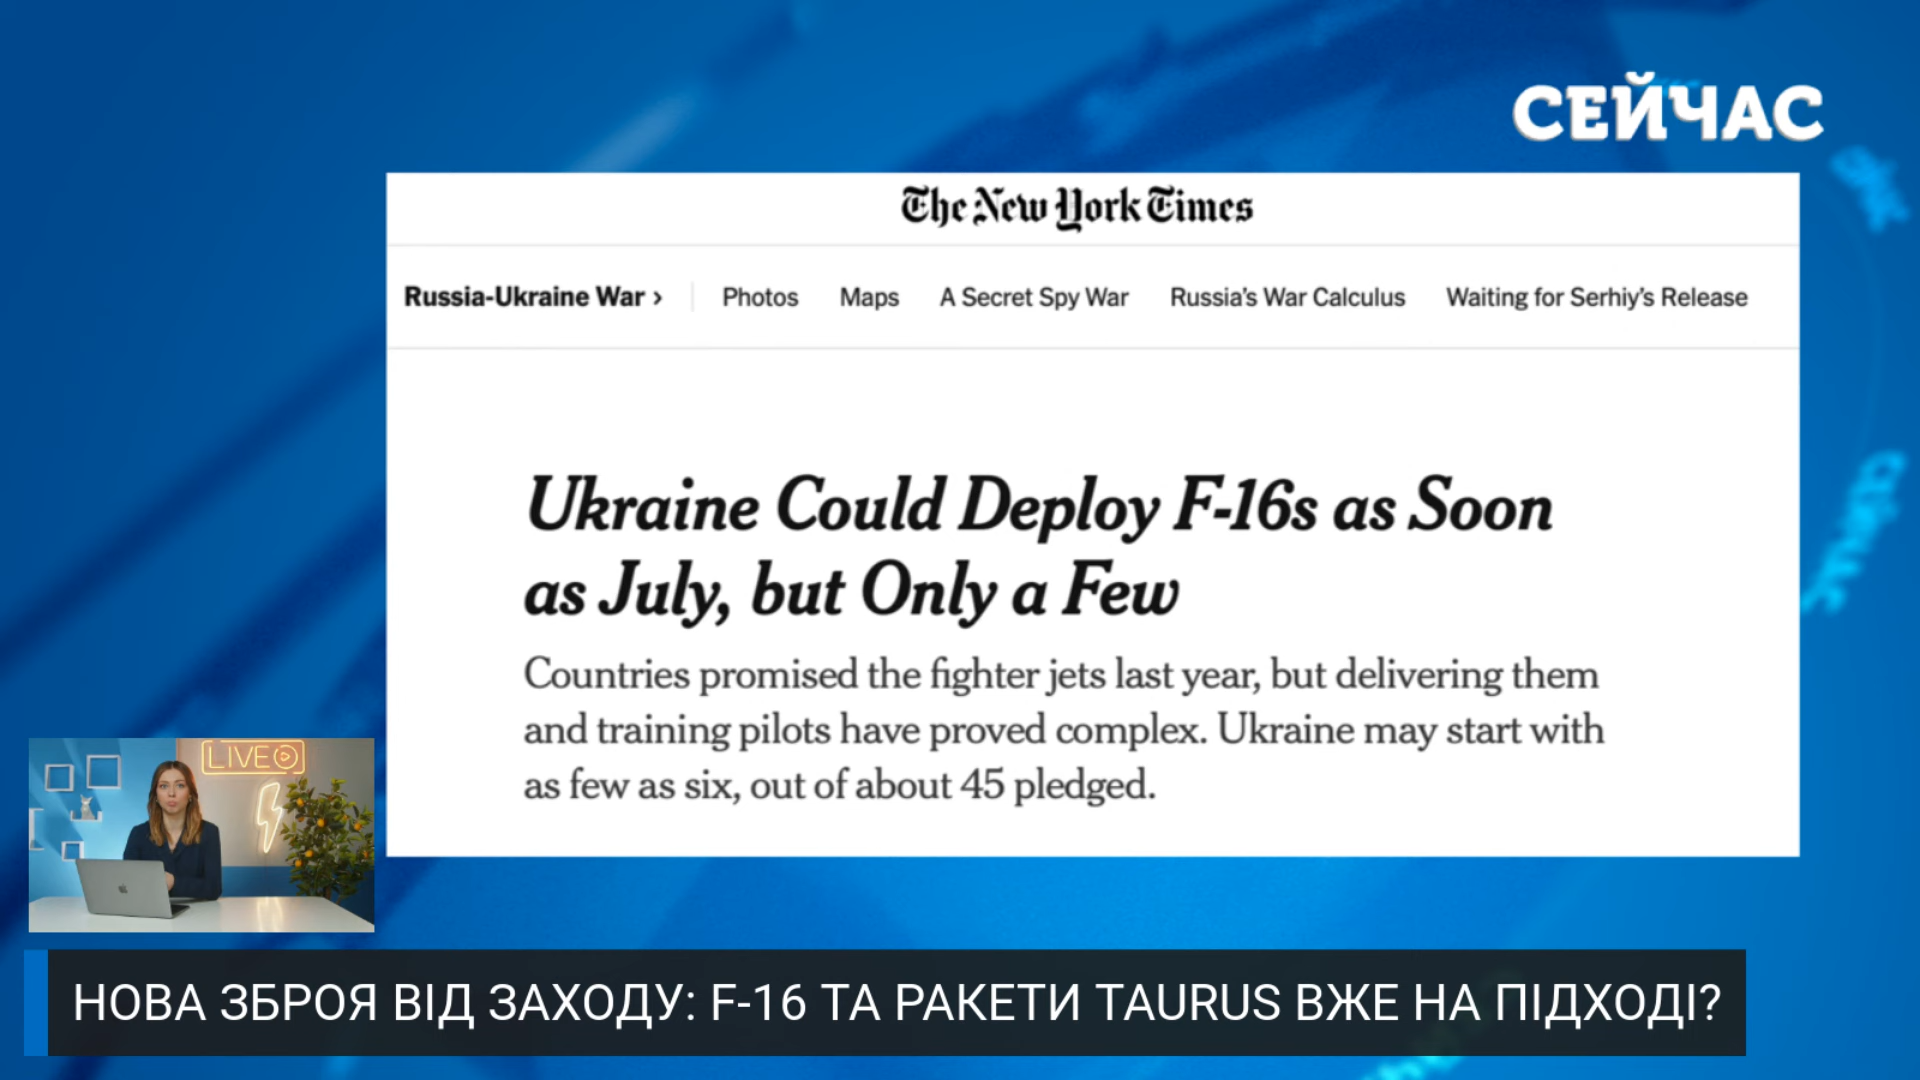 СЕЙЧАС
The New York Times
Russia-Ukraine War › Photos Maps A Secret Spy War Russia's War Calculus Waiting for Serhiy's Release
Ukraine Could Deploy F-16s as Soon
as July, but Only a Few
Countries promised the fighter jets last year, but delivering them
and training pilots have proved complex. Ukraine may start with
as few as six, out of about 45 pledged.
LIVE
НОВА ЗБРОЯ ВІД ЗАХОДУ: F-16 ТА РАКЕТИ TAURUS ВЖЕ НА ПІДХОДІ?